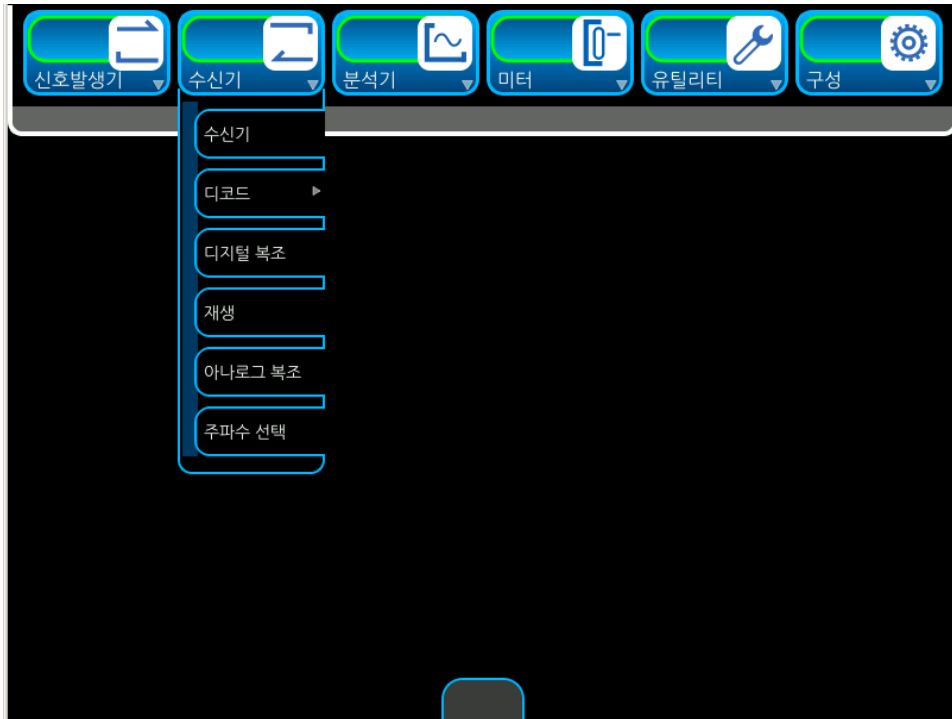 신호발생기
수신기
분석기
미터
유틸리티
구성
수신기
디코드
디지털 복조
재생
아나로그 복조
주파수 선택